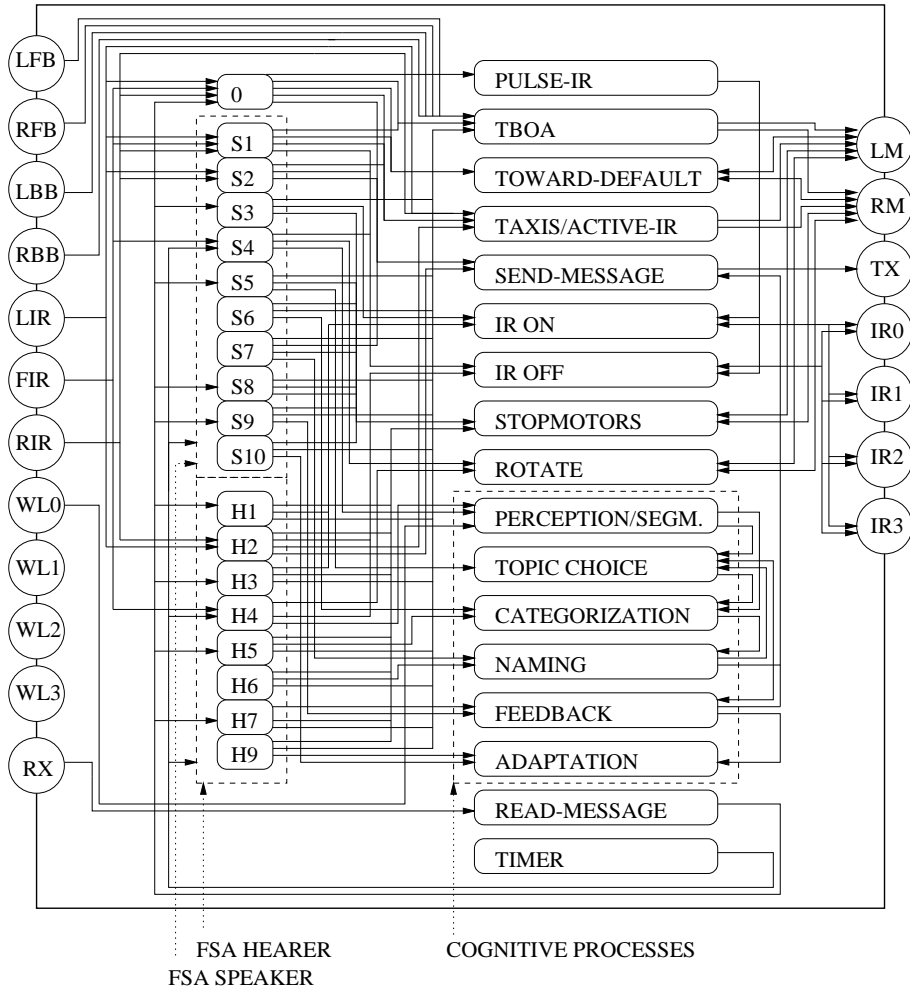 LFB
RFB
LBB
RBB
LIR
FIR
RIR
WL0
WL1
WL2
WL3
RX
0
S1
S2
S3
S4
S5
S6
S7
S8
S9
S10
H1
H2
H3
H4
H5
H6
H7
H9
PULSE-IR
TBOA
TOWARD-DEFAULT
TAXIS/ACTIVE-IR
SEND-MESSAGE
IR ON
IR OFF
STOPMOTORS
ROTATE
PERCEPTION/SEGM.
TOPIC CHOICE
CATEGORIZATION
NAMING
FEEDBACK
ADAPTATION
READ-MESSAGE
TIMER
LM
RM
TX
IR0
IR1
IR2
IR3
FSA HEARER
FSA SPEAKER
COGNITIVE PROCESSES